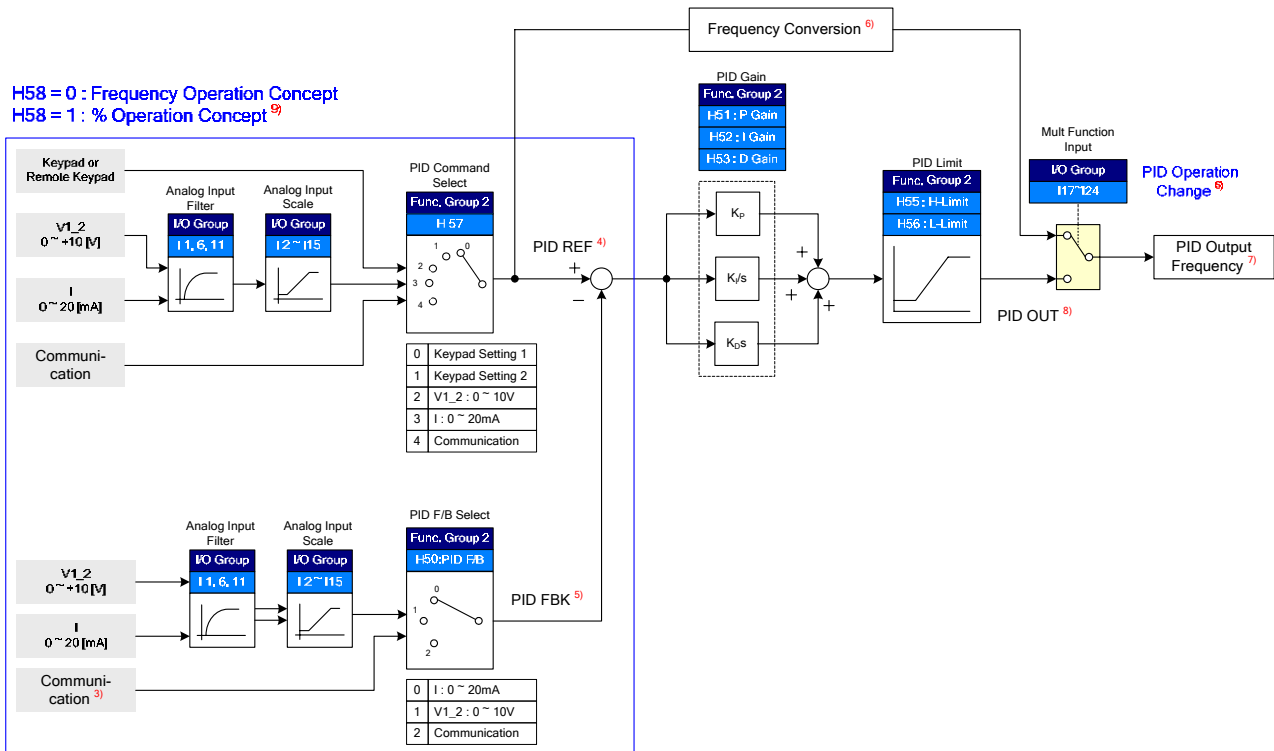 Frequency Conversion 6)
H58 = 0 : Frequency Operation Concept
H58 = 1 : % Operation Concept 9)
PID Gain
Func. Group 2
H51 : P Gain
H52 : I Gain
H53 : D Gain
Mult Function
Input
I/O Group
I17~I24
PID Operation
Change 6)
Keypad or
Remote Keypad
V1_2
0 ~ +10 [V]
I
0 ~ 20 [mA]
Communi-
cation
Analog Input
Filter
I/O Group
I 1, 6, 11
Analog Input
Scale
I/O Group
I 2 ~ I15
PID Command
Select
Func. Group 2
H 57
0
1
2
3
4
0 Keypad Setting 1
1 Keypad Setting 2
2 V1_2 : 0 ~ 10V
3 I : 0 ~ 20mA
4 Communication
PID REF 4)
+
−
KP
KI/s
KDs
+
+
+
PID Limit
Func. Group 2
H55 : H-Limit
H56 : L-Limit
PID OUT 8)
PID Output
Frequency 7)
V1_2
0 ~ +10 [V]
I
0 ~ 20 [mA]
Communi-
cation 3)
Analog Input
Filter
I/O Group
I 1, 6, 11
Analog Input
Scale
I/O Group
I 2 ~ I15
PID F/B Select
Func. Group 2
H50:PID F/B
0
1
2
PID FBK 5)
0 I : 0 ~ 20mA
1 V1_2 : 0 ~ 10V
2 Communication